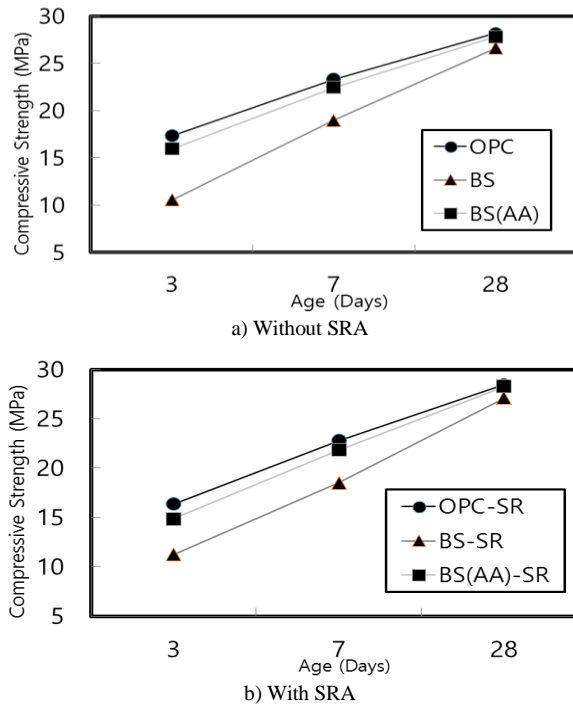 Compressive Strength (MPa)
30
25
20
15
10
5
OPC
BS
BS(AA)
3
7
28
Age (Days)
a) Without SRA
Compressive Strength (MPa)
30
25
20
15
10
5
OPC-SR
BS-SR
BS(AA)-SR
3
7
28
Age (Days)
b) With SRA